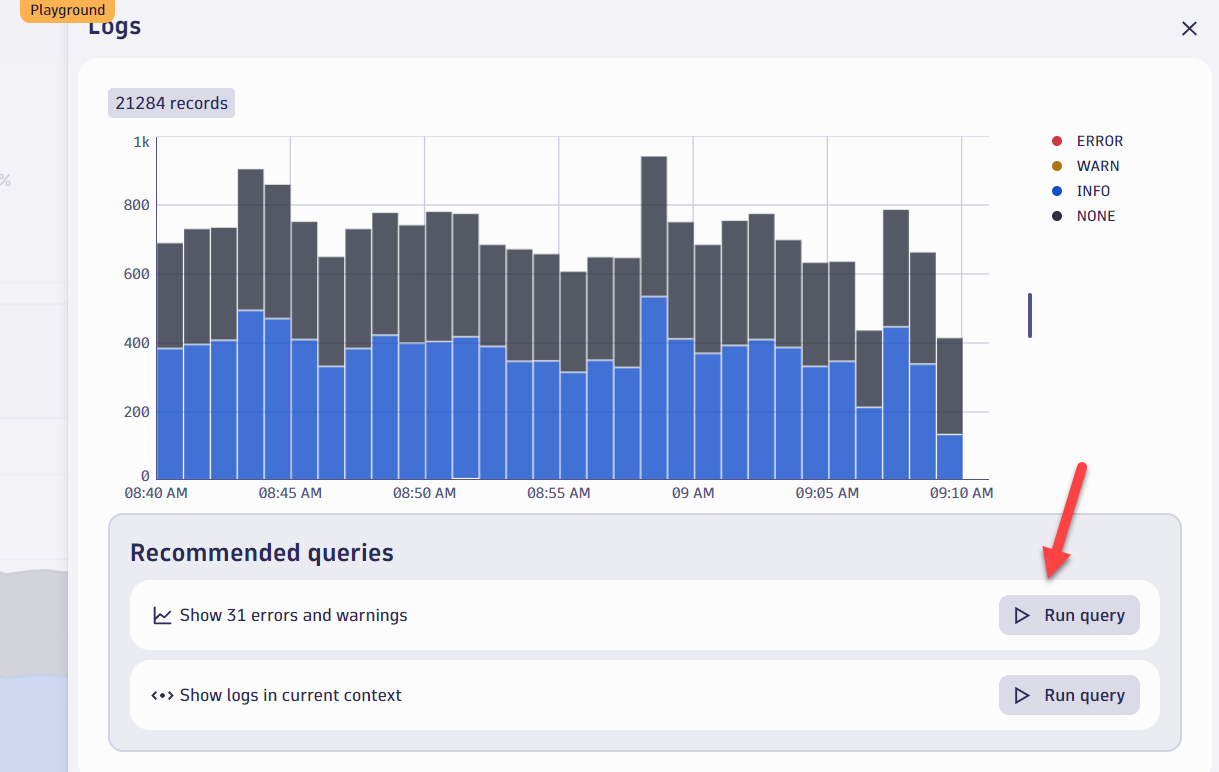 Playground
Logs
%
21284 records
1k
800
600
400
200
0
08:40 AM 08:45 AM 08:50 AM 08:55 AM 09 AM 09:05 AM 09:10 AM
ERROR
WARN
INFO
NONE
Recommended queries
Show 31 errors and warnings Run query
Show logs in current context Run query